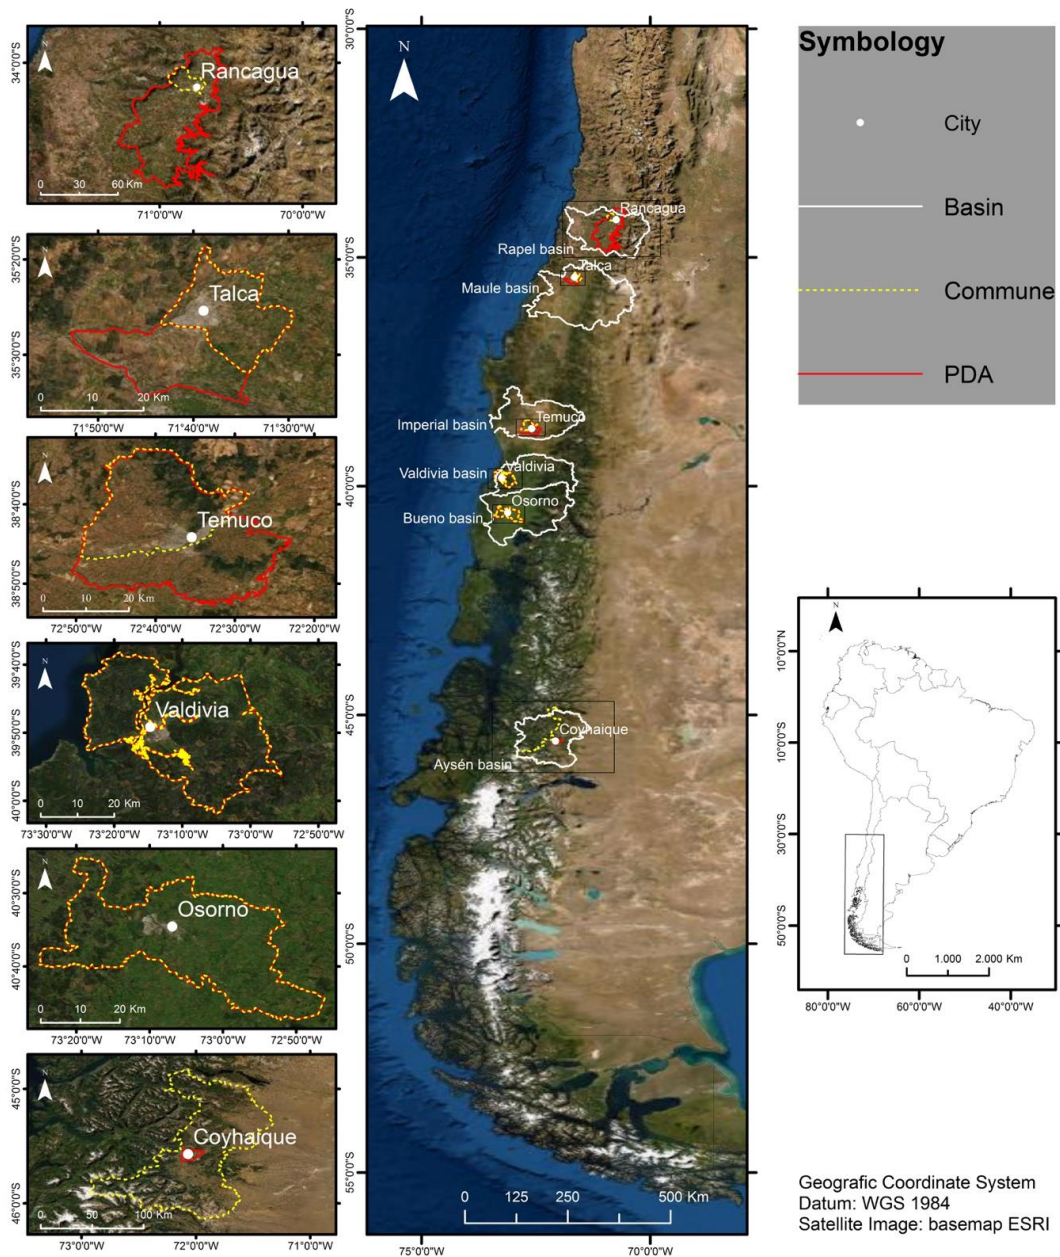 N
34°0'0"S
Rancagua
0 30 60 Km
71°0'0"W 70°0'0"W
N
35°20'0"S
35°30'0"S
Talca
0 10 20 Km
71°50'0"W 71°40'0"W 71°30'0"W
N
38°40'0"S
38°50'0"S
Temuco
0 10 20 Km
72°50'0"W 72°40'0"W 72°30'0"W 72°20'0"W
N
39°40'0"S
39°50'0"S
40°0'0"S
Valdivia
0 10 20 Km
73°30'0"W 73°20'0"W 73°10'0"W 73°0'0"W 72°50'0"W
N
40°30'0"S
40°40'0"S
Osorno
0 10 20 Km
73°20'0"W 73°10'0"W 73°0'0"W 72°50'0"W
N
45°0'0"S
46°0'0"S
Coyhaique
0 50 100 Km
73°0'0"W 72°0'0"W 71°0'0"W
N
30°0'0"S
35°0'0"S
40°0'0"S
45°0'0"S
50°0'0"S
55°0'0"S
Rancagua
Rapel basin
Talca
Maule basin
Temuco
Imperial basin
Valdivia
Valdivia basin
Osorno
Bueno basin
Coyhaique
Aysén basin
0 125 250 500 Km
75°0'0"W 70°0'0"W
Symbology
City
Basin
Commune
PDA
N
10°0'0"N
10°0'0"S
30°0'0"S
50°0'0"S
0 1.000 2.000 Km
80°0'0"W 60°0'0"W 40°0'0"W
Geografic Coordinate System
Datum: WGS 1984
Satellite Image: basemap ESRI